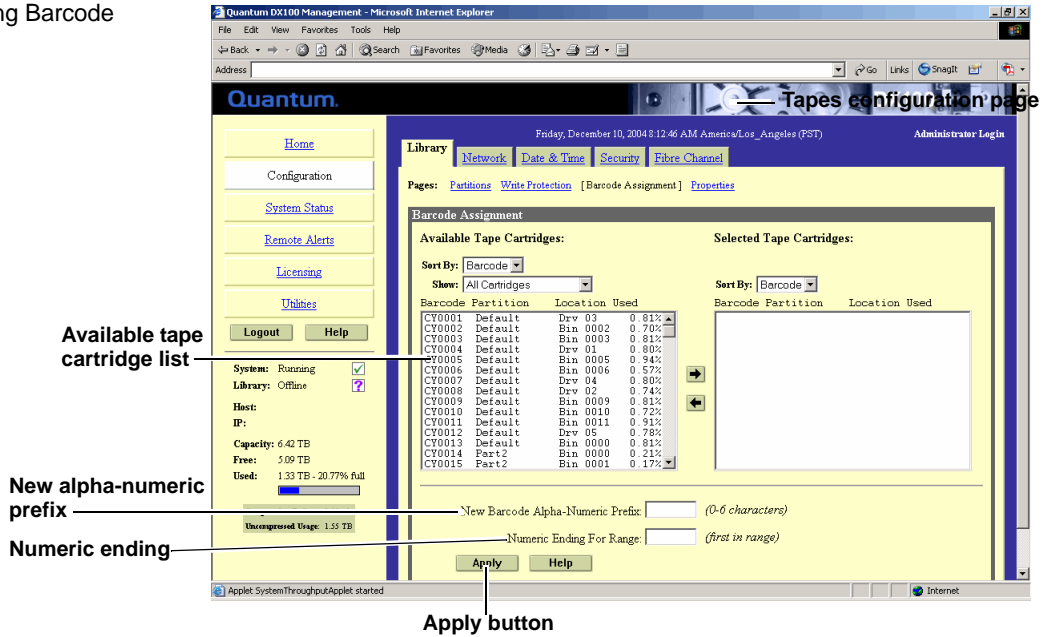 ng Barcode
Quantum DX100 Management - Microsoft Internet Explorer
File Edit View Favorites Tools Help
Back Search Favorites Media
Address Go Links SnagIt
Quantum.
Tapes configuration page
Friday, December 10, 2004 8:12:46 AM America/Los_Angeles (PST) Administrator Login
Home
Configuration
System Status
Remote Alerts
Licensing
Utilities
Logout Help
System: Running
Library: Offline
Host:
IP:
Capacity: 6.42 TB
Free: 5.09 TB
Used: 1.33 TB - 20.77% full
Uncompressed Usage: 1.55 TB
Library Network Date & Time Security Fibre Channel
Pages: Partitions Write Protection [ Barcode Assignment ] Properties
Barcode Assignment
Available Tape Cartridges:
Sort By: Barcode
Show: All Cartridges
Barcode Partition Location Used
CY0001 Default Drv 03 0.81%
CY0002 Default Bin 0002 0.70%
CY0003 Default Bin 0003 0.81%
CY0004 Default Drv 01 0.80%
CY0005 Default Bin 0005 0.94%
CY0006 Default Bin 0006 0.57%
CY0007 Default Drv 04 0.80%
CY0008 Default Drv 02 0.74%
CY0009 Default Bin 0009 0.81%
CY0010 Default Bin 0010 0.72%
CY0011 Default Bin 0011 0.91%
CY0012 Default Drv 05 0.78%
CY0013 Default Bin 0000 0.81%
CY0014 Part2 Bin 0000 0.21%
CY0015 Part2 Bin 0001 0.17%
Selected Tape Cartridges:
Sort By: Barcode
Barcode Partition Location Used
New Barcode Alpha-Numeric Prefix: (0-6 characters)
Numeric Ending For Range: (first in range)
Apply Help
Applet SystemThroughputApplet started Internet
Available tape
cartridge list
New alpha-numeric
prefix
Numeric ending
Apply button